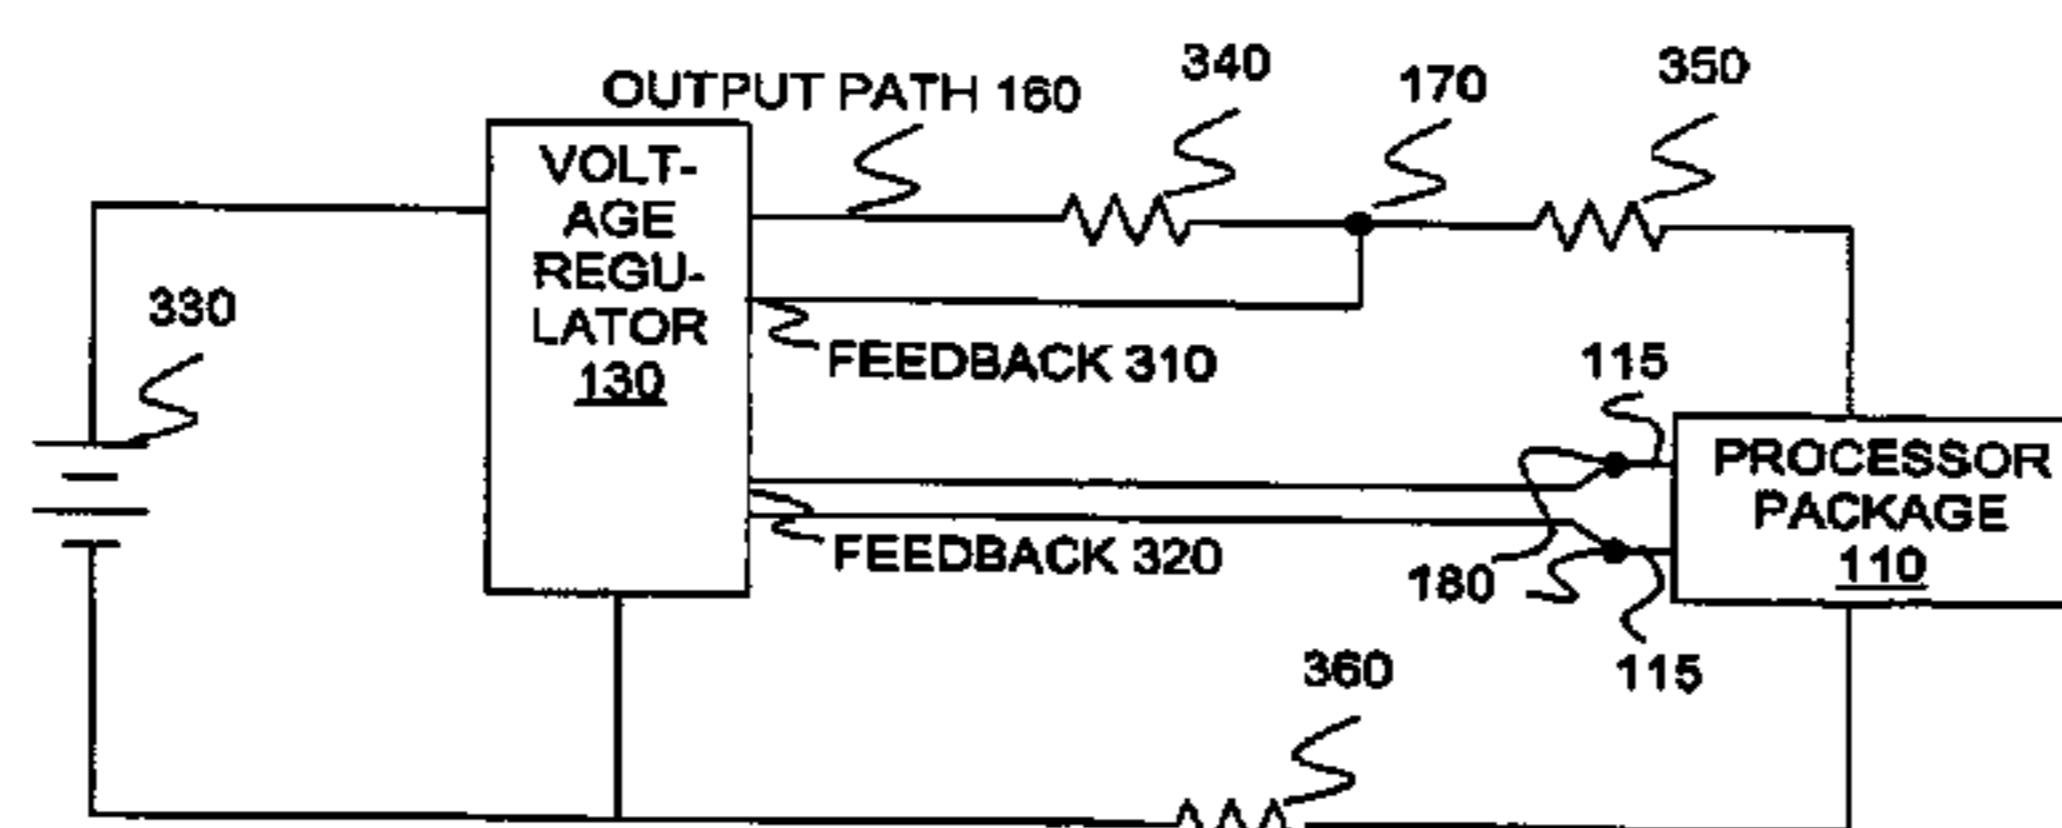 OUTPUT PATH 160
340
170
350
VOLT-
AGE
REGU-
LATOR
130
330
FEEDBACK 310
115
PROCESSOR
PACKAGE
110
FEEDBACK 320
180
115
360